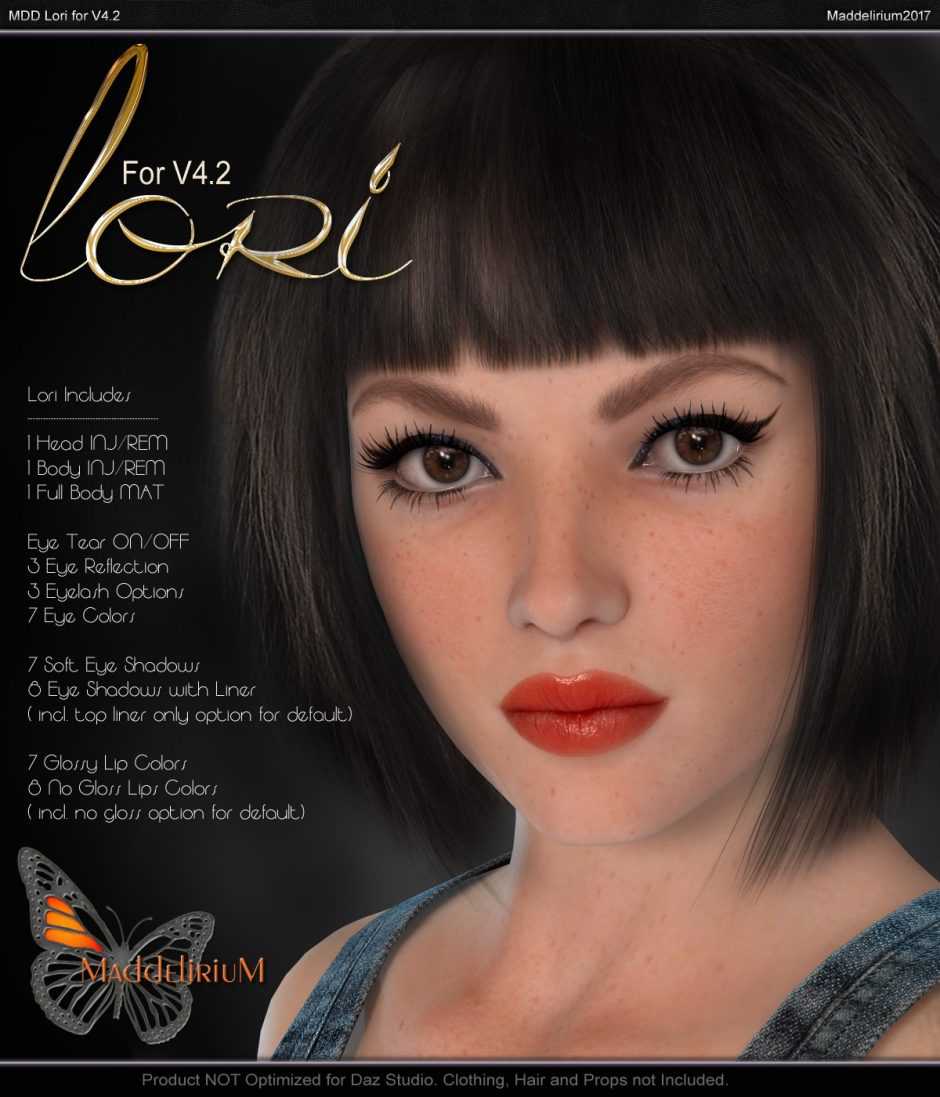 MDD Lori for V4.2
Maddelirium2017
Lori
For V4.2
Lori Includes
1 Head INJ/REM
1 Body INJ/REM
1 Full Body MAT
Eye Tear ON/OFF
3 Eye Reflection
3 Eyelash Options
7 Eye Colors
7 Soft Eye Shadows
8 Eye Shadows with Liner
( incl. top liner only option for default)
7 Glossy Lip Colors
8 No Gloss Lips Colors
( incl. no gloss option for default)
MaddeliriuM
Product NOT Optimized for Daz Studio. Clothing, Hair and Props not Included.